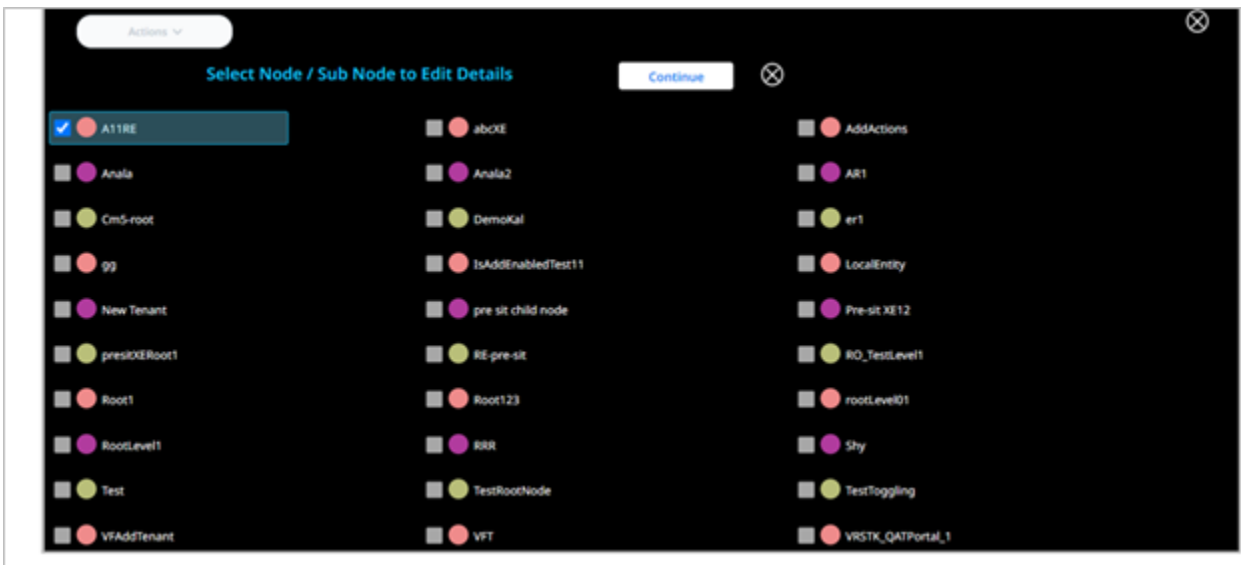 Actions
Select Node / Sub Node to Edit Details Continue
A11RE abcXE AddActions
Anala Anala2 AR1
CmS-root DemoKal er1
gg IsAddEnabledTest11 LocalEntity
New Tenant pre sit child node Pre-sit XE12
presitXERoot1 RE-pre-sit RO_TestLevel1
Root1 Root123 rootLevel01
RootLevel1 RRR Shy
Test TestRootNode TestToggling
VFAddTenant VFT VRSTK_QATPortal_1